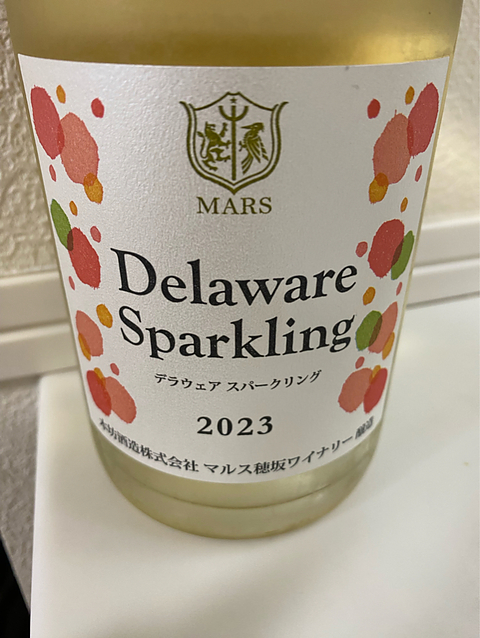 MARS
Delaware
Sparkling
デラウェア スパークリング
2023
本坊酒造株式会社 マルス穂坂ワイナリー 醸造